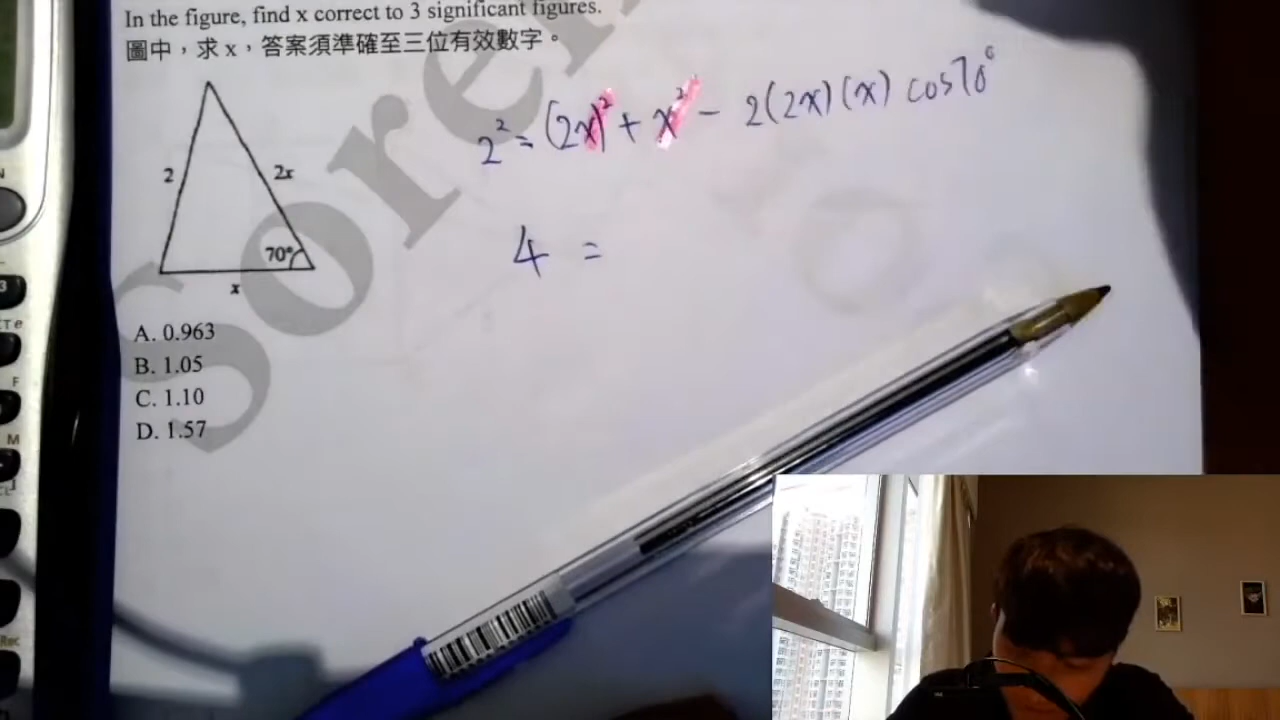 In the figure, find x correct to 3 significant figures.
圖中，求 x，答案須準確至三位有效數字。
2² = (2x)² + x² - 2(2x)(x) cos70°
2
2x
4 =
70°
x
A. 0.963
B. 1.05
C. 1.10
D. 1.57